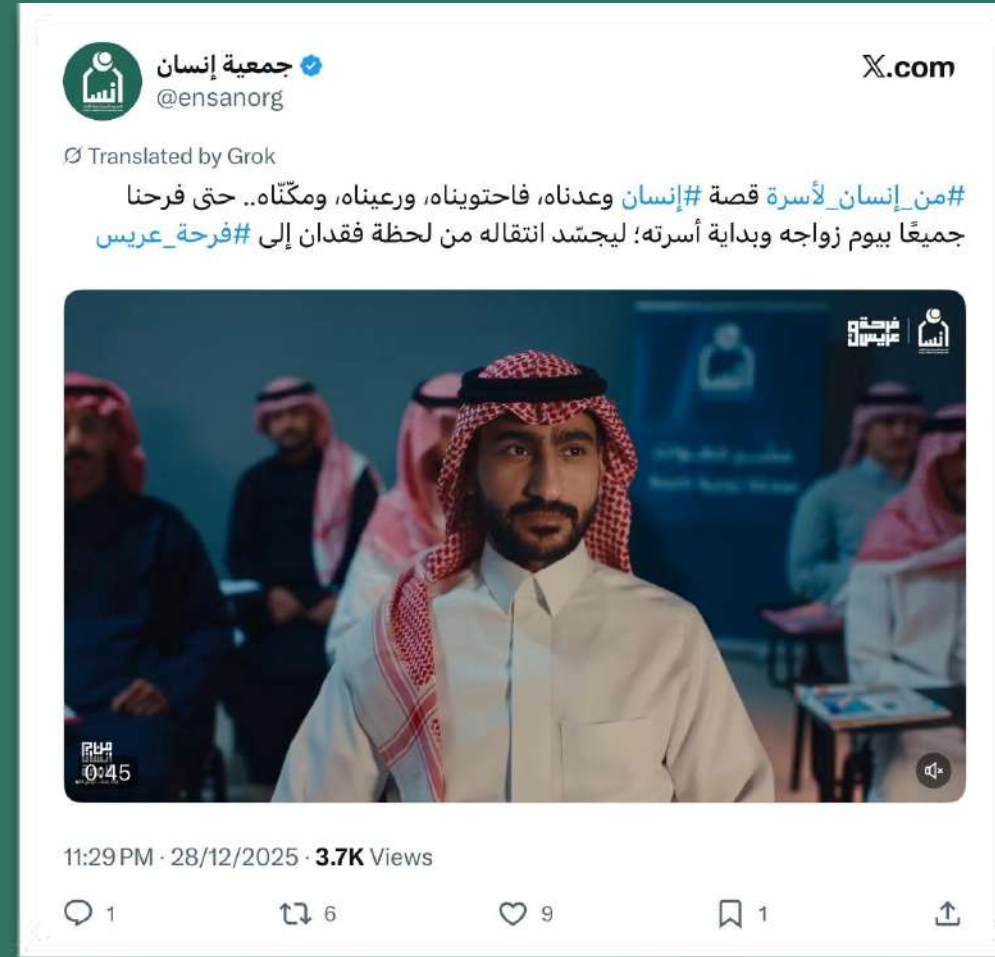 جمعية إنسان
X.com
@ensanorg
Translated by Grok
#من_إنسان_لأسرة قصة #إنسان وعدناه، فاحتويناه، ورعيناه، ومكّنّاه.. حتى فرحنا
جميعًا بيوم زواجه وبداية أسرته؛ ليجسّد انتقاله من لحظة فقدان إلى #فرحة_عريس
فرحة
عريس
إنسان
0:45
11:29 PM · 28/12/2025 · 3.7K Views
1
6
9
1